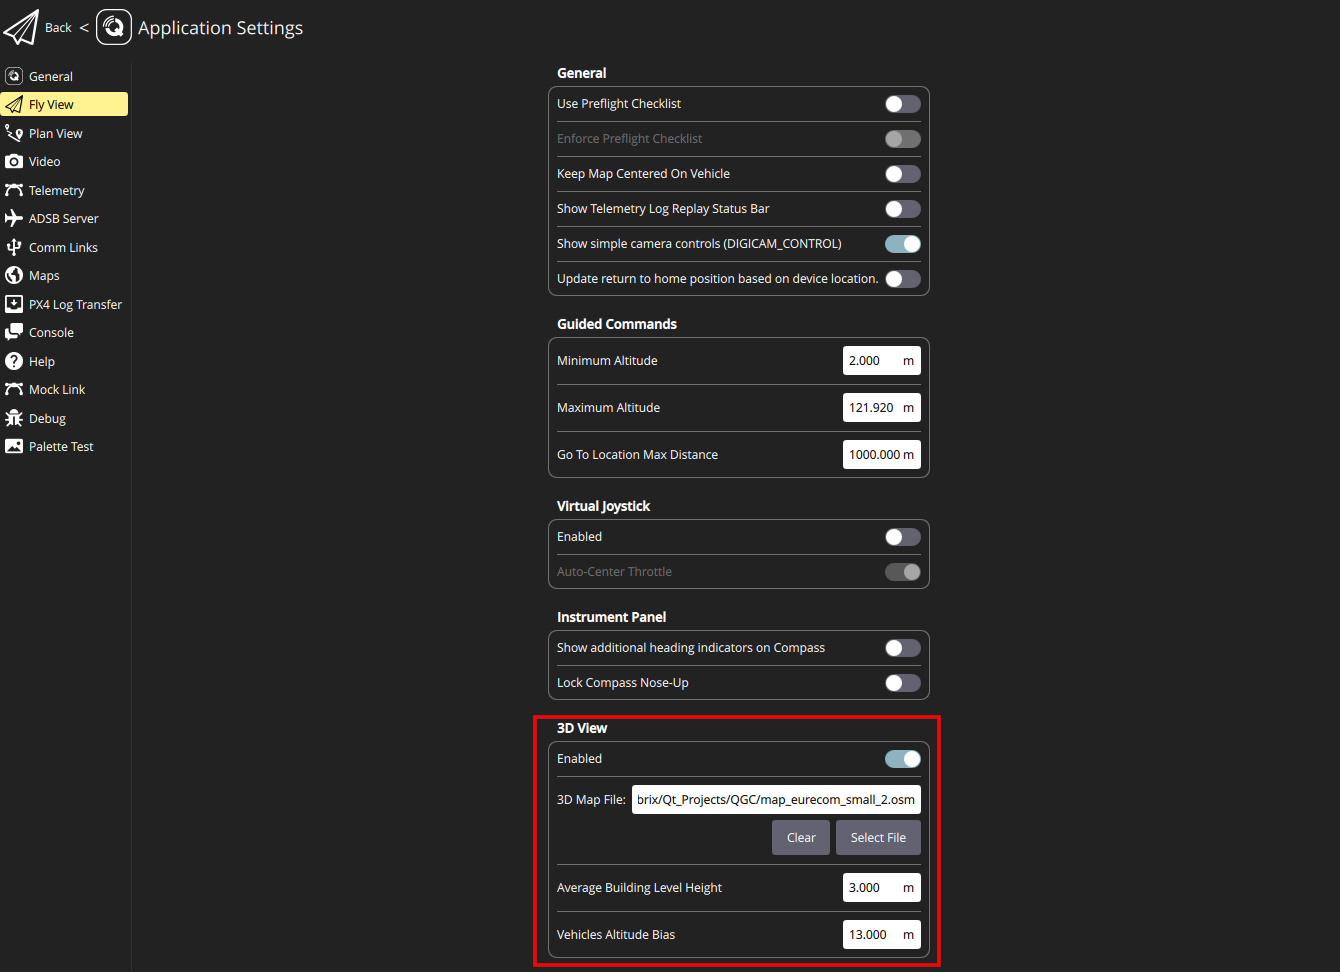 Back < Application Settings
General
Fly View
Plan View
Video
Telemetry
ADSB Server
Comm Links
Maps
PX4 Log Transfer
Console
Help
Mock Link
Debug
Palette Test
General
Use Preflight Checklist
Enforce Preflight Checklist
Keep Map Centered On Vehicle
Show Telemetry Log Replay Status Bar
Show simple camera controls (DIGICAM_CONTROL)
Update return to home position based on device location.
Guided Commands
Minimum Altitude 2.000 m
Maximum Altitude 121.920 m
Go To Location Max Distance 1000.000 m
Virtual Joystick
Enabled
Auto-Center Throttle
Instrument Panel
Show additional heading indicators on Compass
Lock Compass Nose-Up
3D View
Enabled
3D Map File: brix/Qt_Projects/QGC/map_eurecom_small_2.osm
Clear Select File
Average Building Level Height 3.000 m
Vehicles Altitude Bias 13.000 m